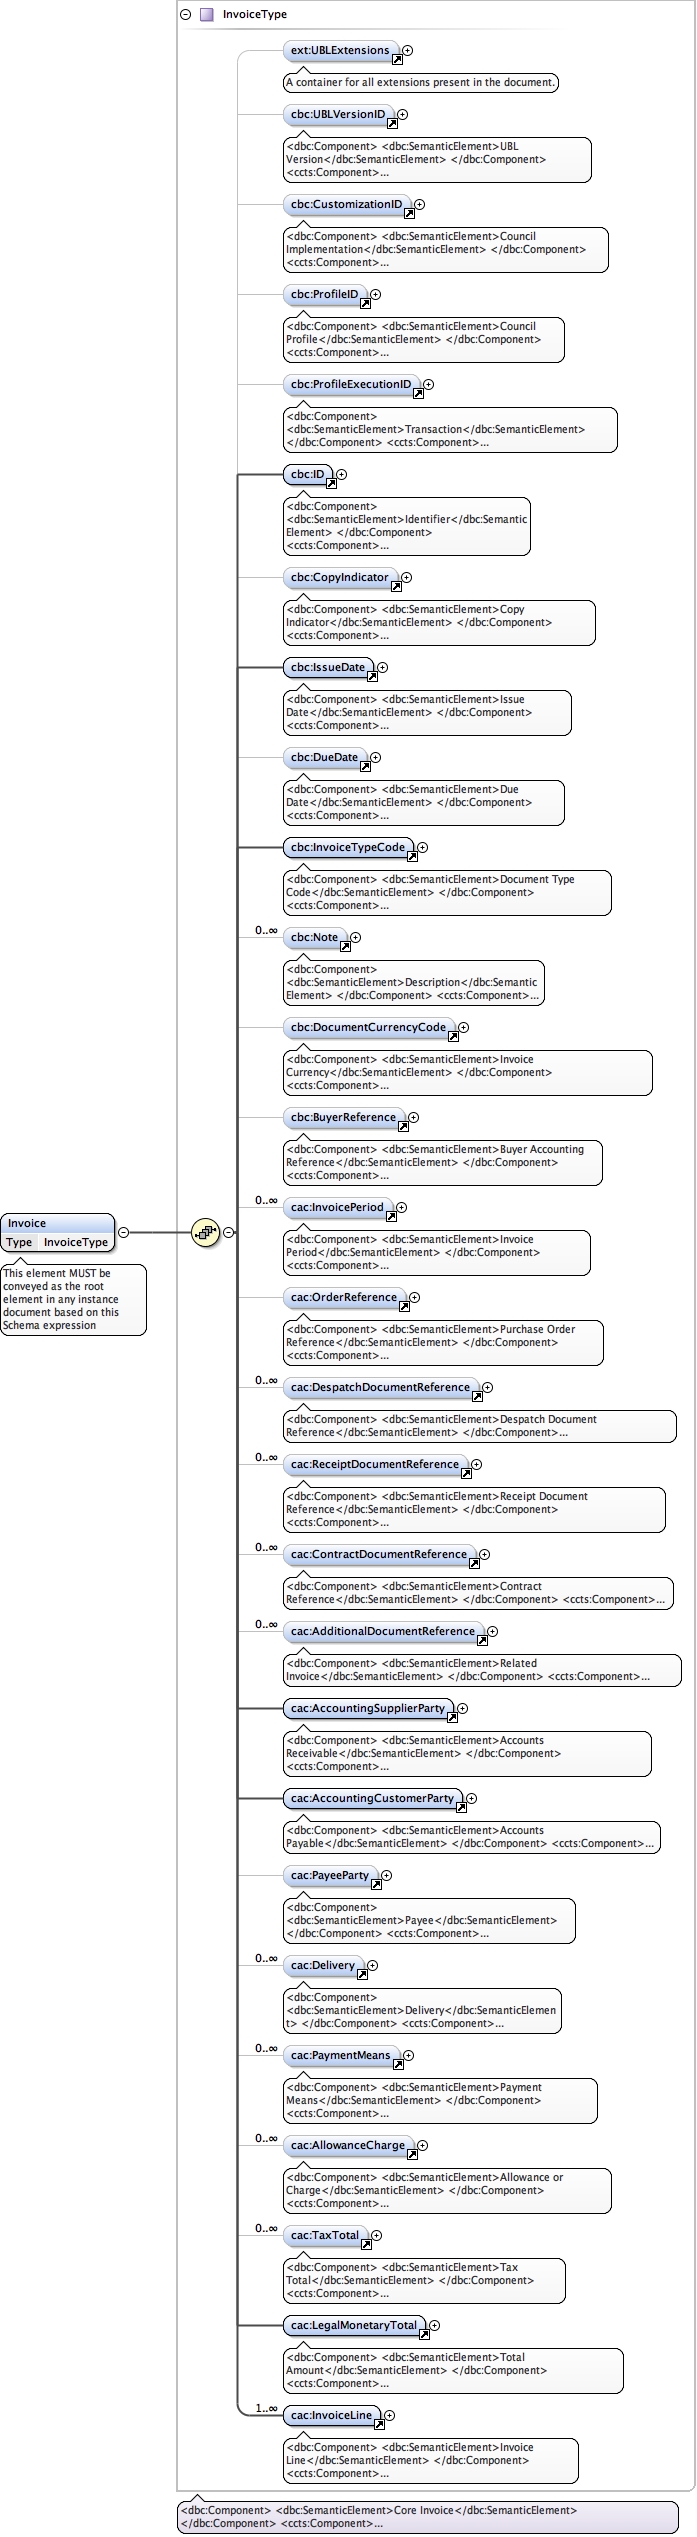 InvoiceType
ext:UBLExtensions
A container for all extensions present in the document.
cbc:UBLVersionID
<dbc:Component> <dbc:SemanticElement>UBL
Version</dbc:SemanticElement> </dbc:Component>
<ccts:Component>...
cbc:CustomizationID
<dbc:Component> <dbc:SemanticElement>Council
Implementation</dbc:SemanticElement> </dbc:Component>
<ccts:Component>...
cbc:ProfileID
<dbc:Component> <dbc:SemanticElement>Council
Profile</dbc:SemanticElement> </dbc:Component>
<ccts:Component>...
cbc:ProfileExecutionID
<dbc:Component>
<dbc:SemanticElement>Transaction</dbc:SemanticElement>
</dbc:Component> <ccts:Component>...
cbc:ID
<dbc:Component>
<dbc:SemanticElement>Identifier</dbc:Semantic
Element> </dbc:Component>
<ccts:Component>...
cbc:CopyIndicator
<dbc:Component> <dbc:SemanticElement>Copy
Indicator</dbc:SemanticElement> </dbc:Component>
<ccts:Component>...
cbc:IssueDate
<dbc:Component> <dbc:SemanticElement>Issue
Date</dbc:SemanticElement> </dbc:Component>
<ccts:Component>...
cbc:DueDate
<dbc:Component> <dbc:SemanticElement>Due
Date</dbc:SemanticElement> </dbc:Component>
<ccts:Component>...
cbc:InvoiceTypeCode
<dbc:Component> <dbc:SemanticElement>Document Type
Code</dbc:SemanticElement> </dbc:Component>
<ccts:Component>...
0..∞ cbc:Note
<dbc:Component>
<dbc:SemanticElement>Description</dbc:Semantic
Element> </dbc:Component> <ccts:Component>...
cbc:DocumentCurrencyCode
<dbc:Component> <dbc:SemanticElement>Invoice
Currency</dbc:SemanticElement> </dbc:Component>
<ccts:Component>...
cbc:BuyerReference
<dbc:Component> <dbc:SemanticElement>Buyer Accounting
Reference</dbc:SemanticElement> </dbc:Component>
<ccts:Component>...
0..∞ cac:InvoicePeriod
<dbc:Component> <dbc:SemanticElement>Invoice
Period</dbc:SemanticElement> </dbc:Component>
<ccts:Component>...
Invoice
Type InvoiceType
This element MUST be
conveyed as the root
element in any instance
document based on this
Schema expression
cac:OrderReference
<dbc:Component> <dbc:SemanticElement>Purchase Order
Reference</dbc:SemanticElement> </dbc:Component>
<ccts:Component>...
0..∞ cac:DespatchDocumentReference
<dbc:Component> <dbc:SemanticElement>Despatch Document
Reference</dbc:SemanticElement> </dbc:Component>...
0..∞ cac:ReceiptDocumentReference
<dbc:Component> <dbc:SemanticElement>Receipt Document
Reference</dbc:SemanticElement> </dbc:Component>
<ccts:Component>...
0..∞ cac:ContractDocumentReference
<dbc:Component> <dbc:SemanticElement>Contract
Reference</dbc:SemanticElement> </dbc:Component> <ccts:Component>...
0..∞ cac:AdditionalDocumentReference
<dbc:Component> <dbc:SemanticElement>Related
Invoice</dbc:SemanticElement> </dbc:Component> <ccts:Component>...
cac:AccountingSupplierParty
<dbc:Component> <dbc:SemanticElement>Accounts
Receivable</dbc:SemanticElement> </dbc:Component>
<ccts:Component>...
cac:AccountingCustomerParty
<dbc:Component> <dbc:SemanticElement>Accounts
Payable</dbc:SemanticElement> </dbc:Component> <ccts:Component>...
cac:PayeeParty
<dbc:Component>
<dbc:SemanticElement>Payee</dbc:SemanticElement>
</dbc:Component> <ccts:Component>...
0..∞ cac:Delivery
<dbc:Component>
<dbc:SemanticElement>Delivery</dbc:SemanticElemen
t> </dbc:Component> <ccts:Component>...
0..∞ cac:PaymentMeans
<dbc:Component> <dbc:SemanticElement>Payment
Means</dbc:SemanticElement> </dbc:Component>
<ccts:Component>...
0..∞ cac:AllowanceCharge
<dbc:Component> <dbc:SemanticElement>Allowance or
Charge</dbc:SemanticElement> </dbc:Component>
<ccts:Component>...
0..∞ cac:TaxTotal
<dbc:Component> <dbc:SemanticElement>Tax
Total</dbc:SemanticElement> </dbc:Component>
<ccts:Component>...
cac:LegalMonetaryTotal
<dbc:Component> <dbc:SemanticElement>Total
Amount</dbc:SemanticElement> </dbc:Component>
<ccts:Component>...
1..∞ cac:InvoiceLine
<dbc:Component> <dbc:SemanticElement>Invoice
Line</dbc:SemanticElement> </dbc:Component>
<ccts:Component>...
<dbc:Component> <dbc:SemanticElement>Core Invoice</dbc:SemanticElement>
</dbc:Component> <ccts:Component>...